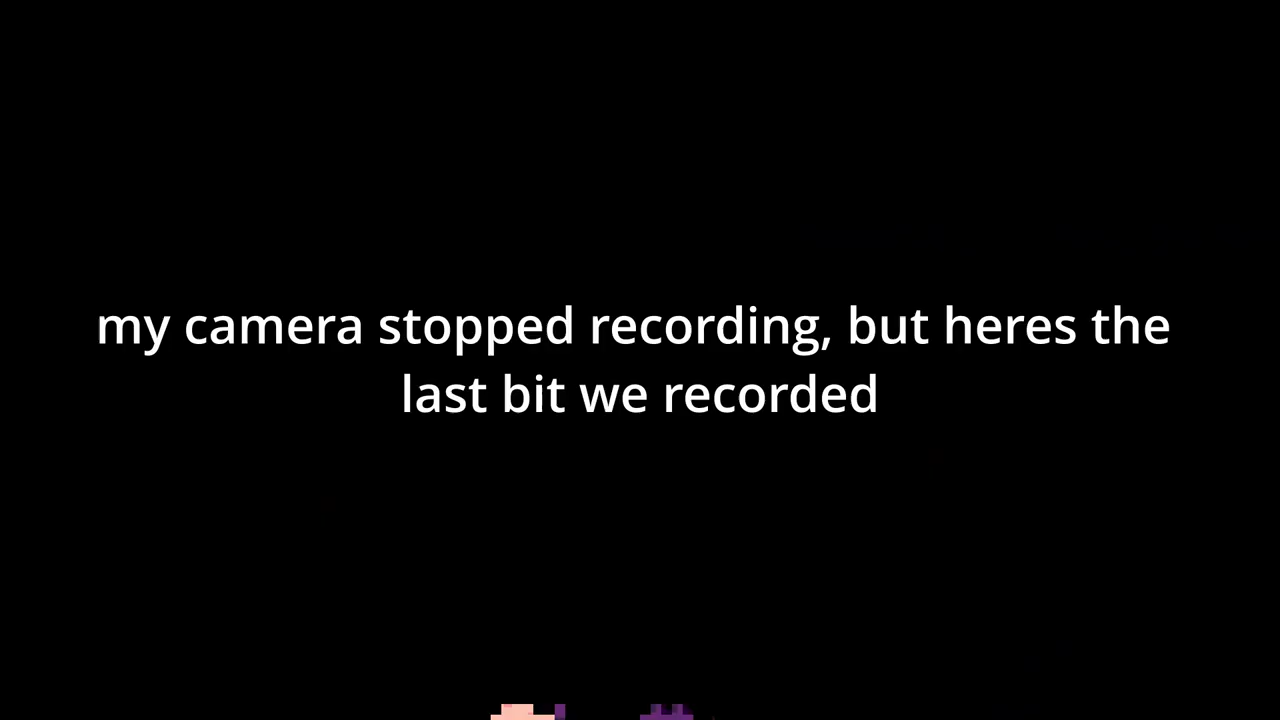 my camera stopped recording, but heres the
last bit we recorded